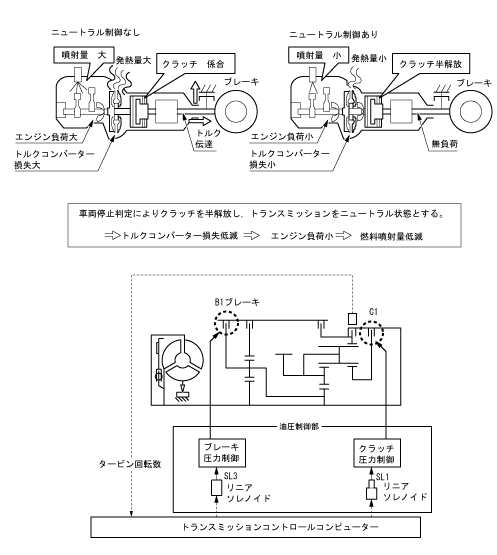 ニュートラル制御なし
噴射量 大
発熱量大
クラッチ 係合
ブレーキ
エンジン負荷大
トルクコンバーター
損失大
トルク
伝達
ニュートラル制御あり
噴射量 小
発熱量小
クラッチ半解放
ブレーキ
エンジン負荷小
トルクコンバーター
損失小
無負荷
車両停止判定によりクラッチを半解放し、トランスミッションをニュートラル状態とする。
⇨トルクコンバーター損失低減 ⇨ エンジン負荷小⇨ 燃料噴射量低減
B1ブレーキ
C1
油圧制御部
ブレーキ
圧力制御
クラッチ
圧力制御
タービン回転数
SL3
リニア
ソレノイド
SL1
リニア
ソレノイド
トランスミッションコントロールコンピューター